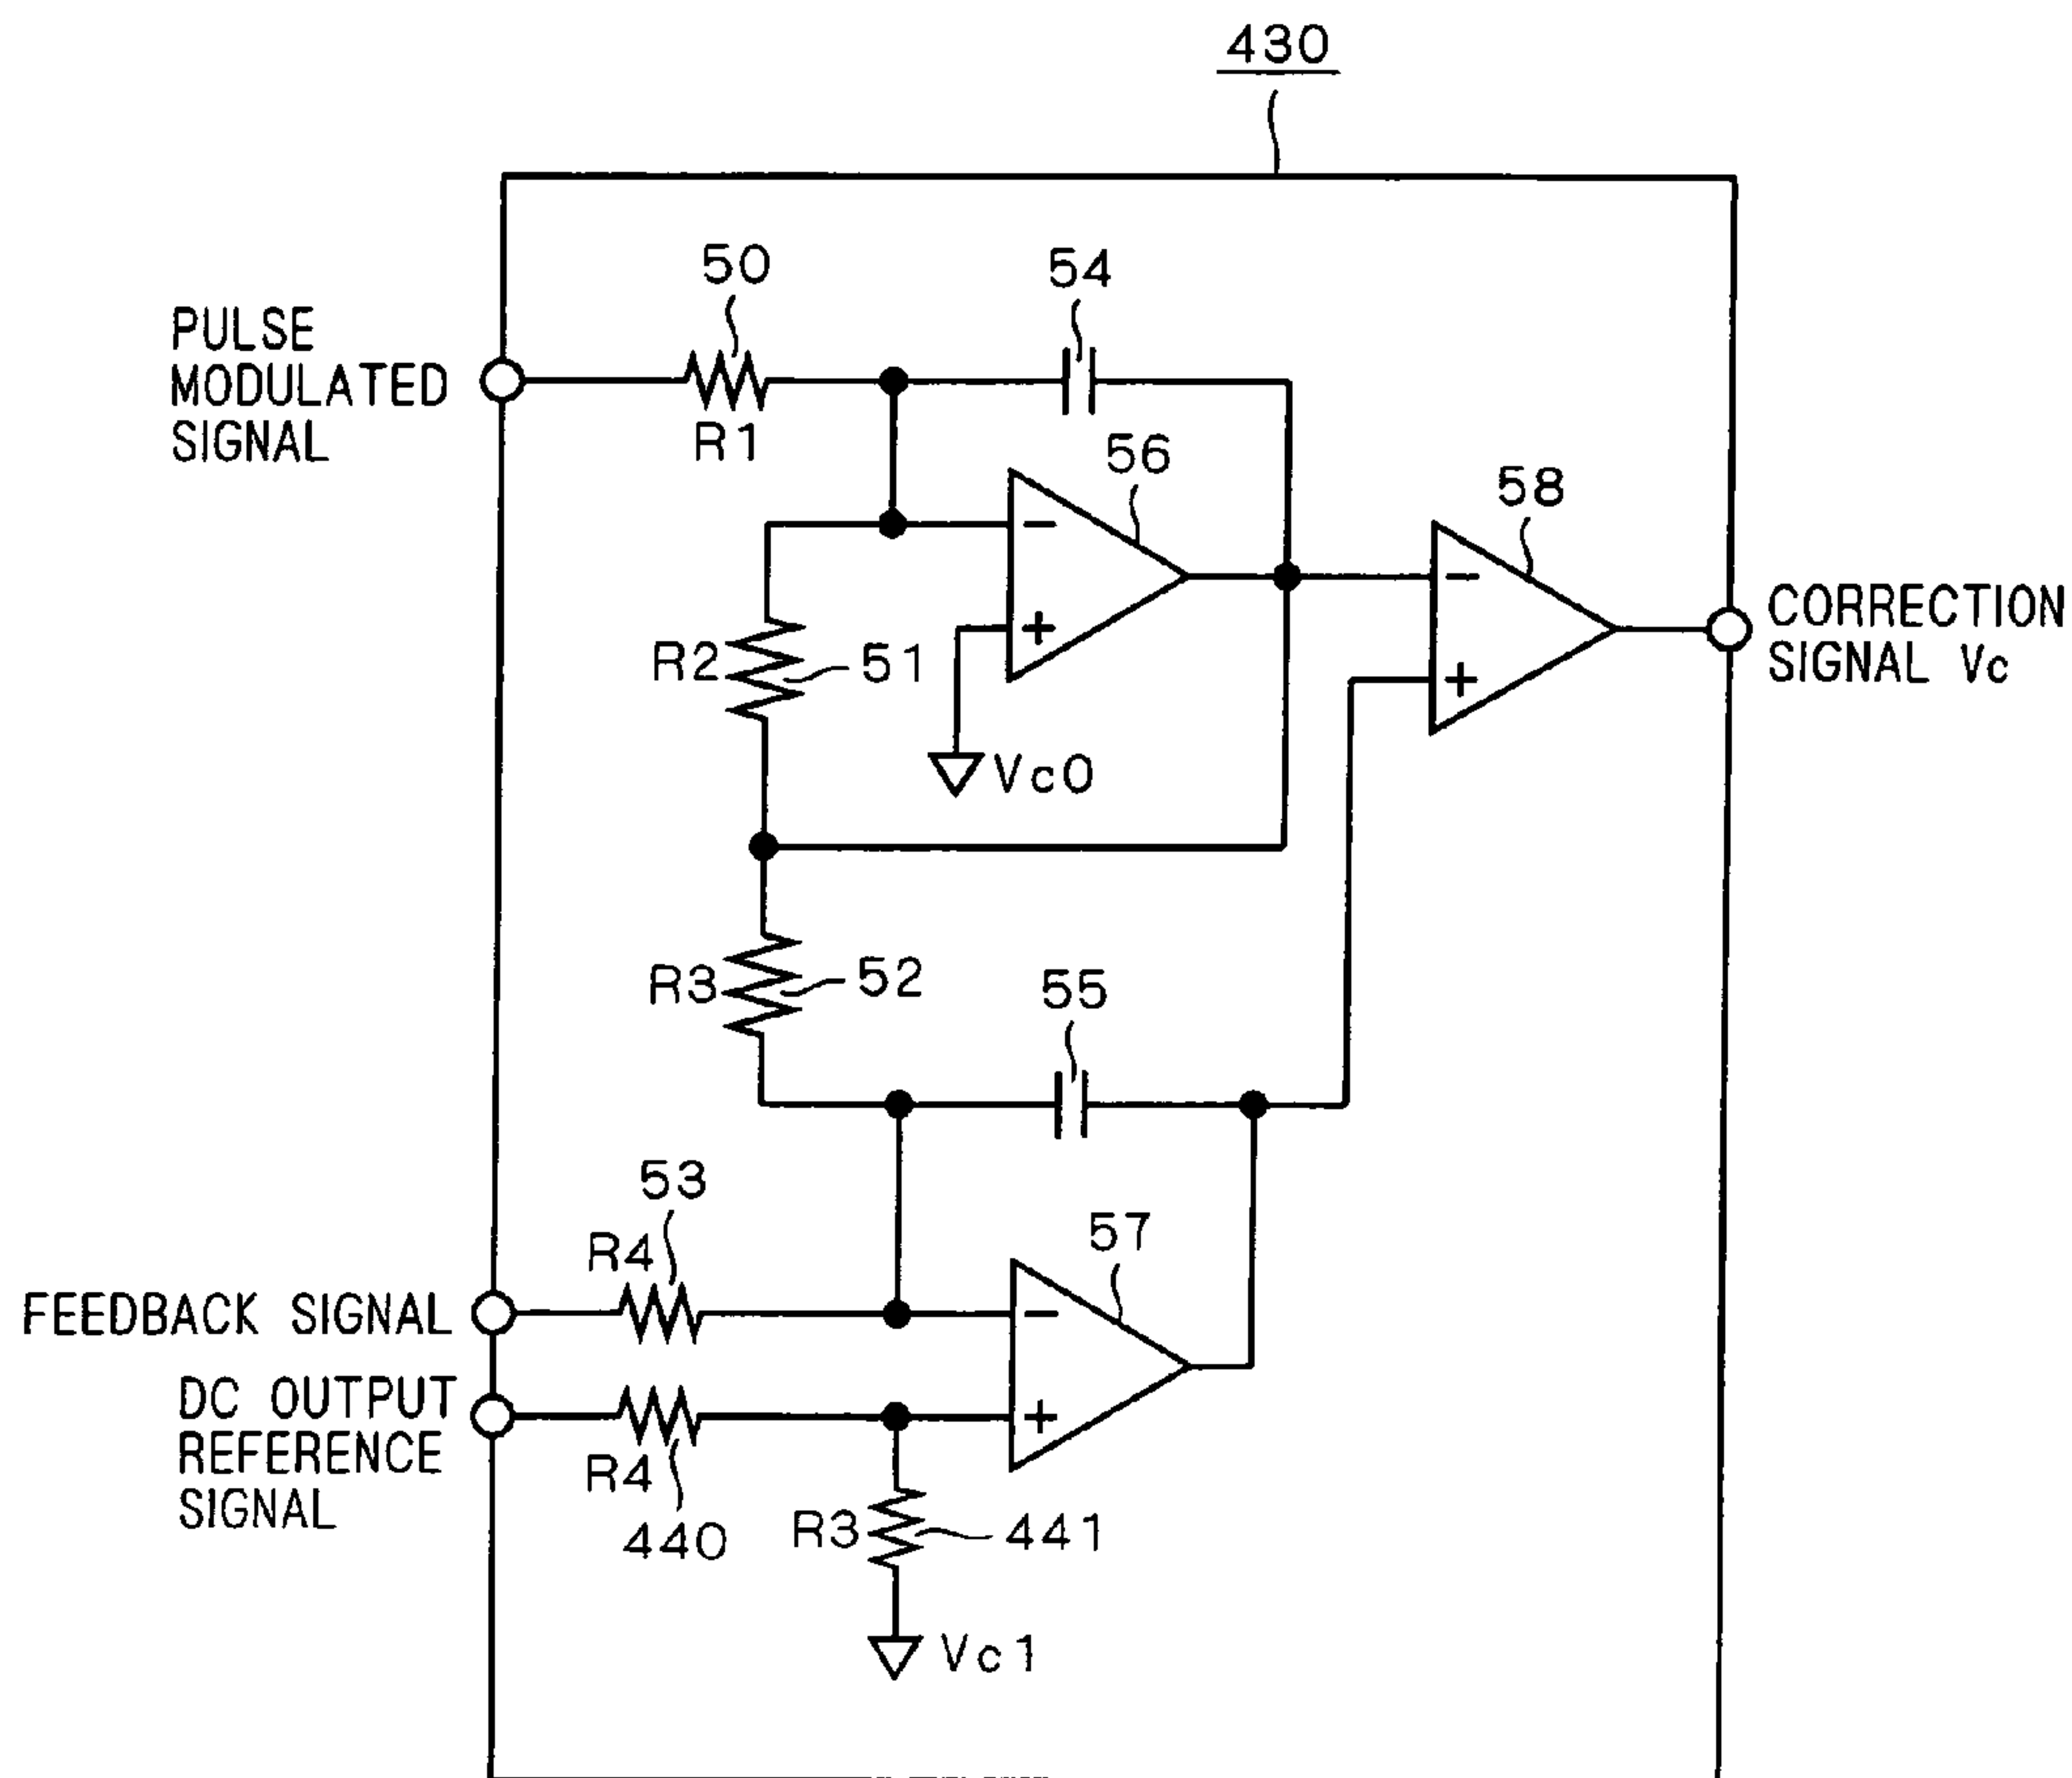 430
50
54
PULSE
MODULATED
SIGNAL
R1
56
58
−
−
CORRECTION
SIGNAL Vc
+
+
R2
51
Vc0
R3
52
55
53
R4
57
FEEDBACK SIGNAL
−
DC OUTPUT
REFERENCE
SIGNAL
+
R4
440
R3
441
Vc1